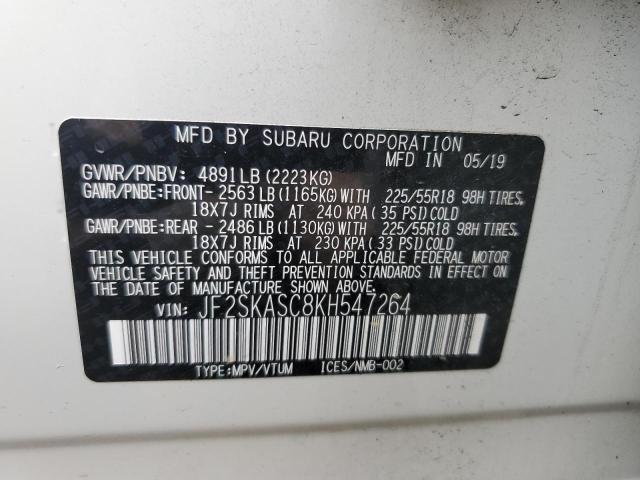 MFD BY SUBARU CORPORATION
MFD IN 05/19
GVWR/PNBV: 4891LB (2223KG)
GAWR/PNBE:FRONT- 2563 LB (1165KG) WITH 225/55R18 98H TIRES,
18X7J RIMS AT 240 KPA ( 35 PSI) COLD
GAWR/PNBE:REAR - 2486 LB (1130KG) WITH 225/55R18 98H TIRES,
18X7J RIMS AT 230 KPA ( 33 PSI) COLD
THIS VEHICLE CONFORMS TO ALL APPLICABLE FEDERAL MOTOR
VEHICLE SAFETY AND THEFT PREVENTION STANDARDS IN
EFFECT ON THE DATE OF MANUFACTURE SHOWN ABOVE.
VIN: JF2SKASC8KH547264
TYPE:MPV/VTUM ICES/NMB-002